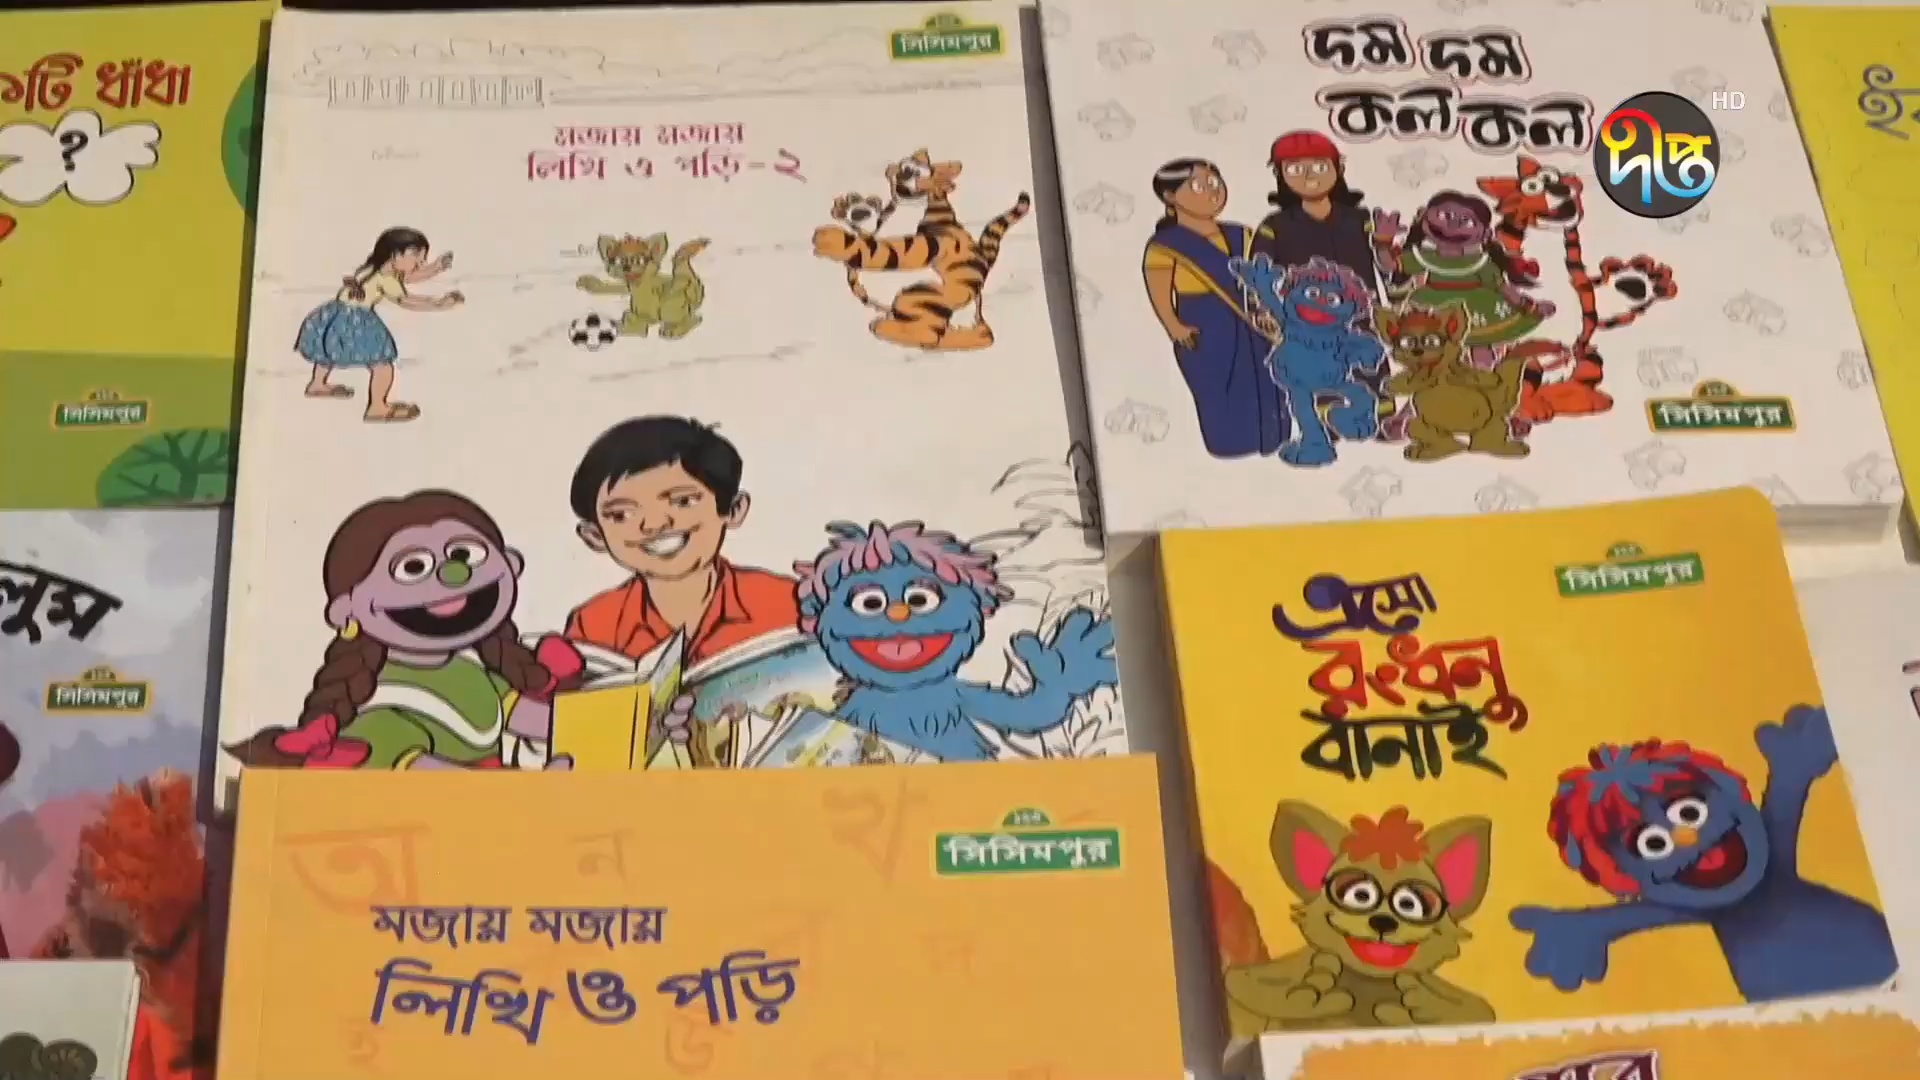 টি ধাঁধা
?
সিসিমপুর
লুম
সিসিমপুর
সিসিমপুর
মজায় মজায়
লিখি ও পড়ি-২
দম দম
কল কল
সিসিমপুর
দীপ্ত
HD
সিসিমপুর
এসো
রংধনু
বানাই
অ ন খ
সিসিমপুর
মজায় মজায়
লিখি ও পড়ি